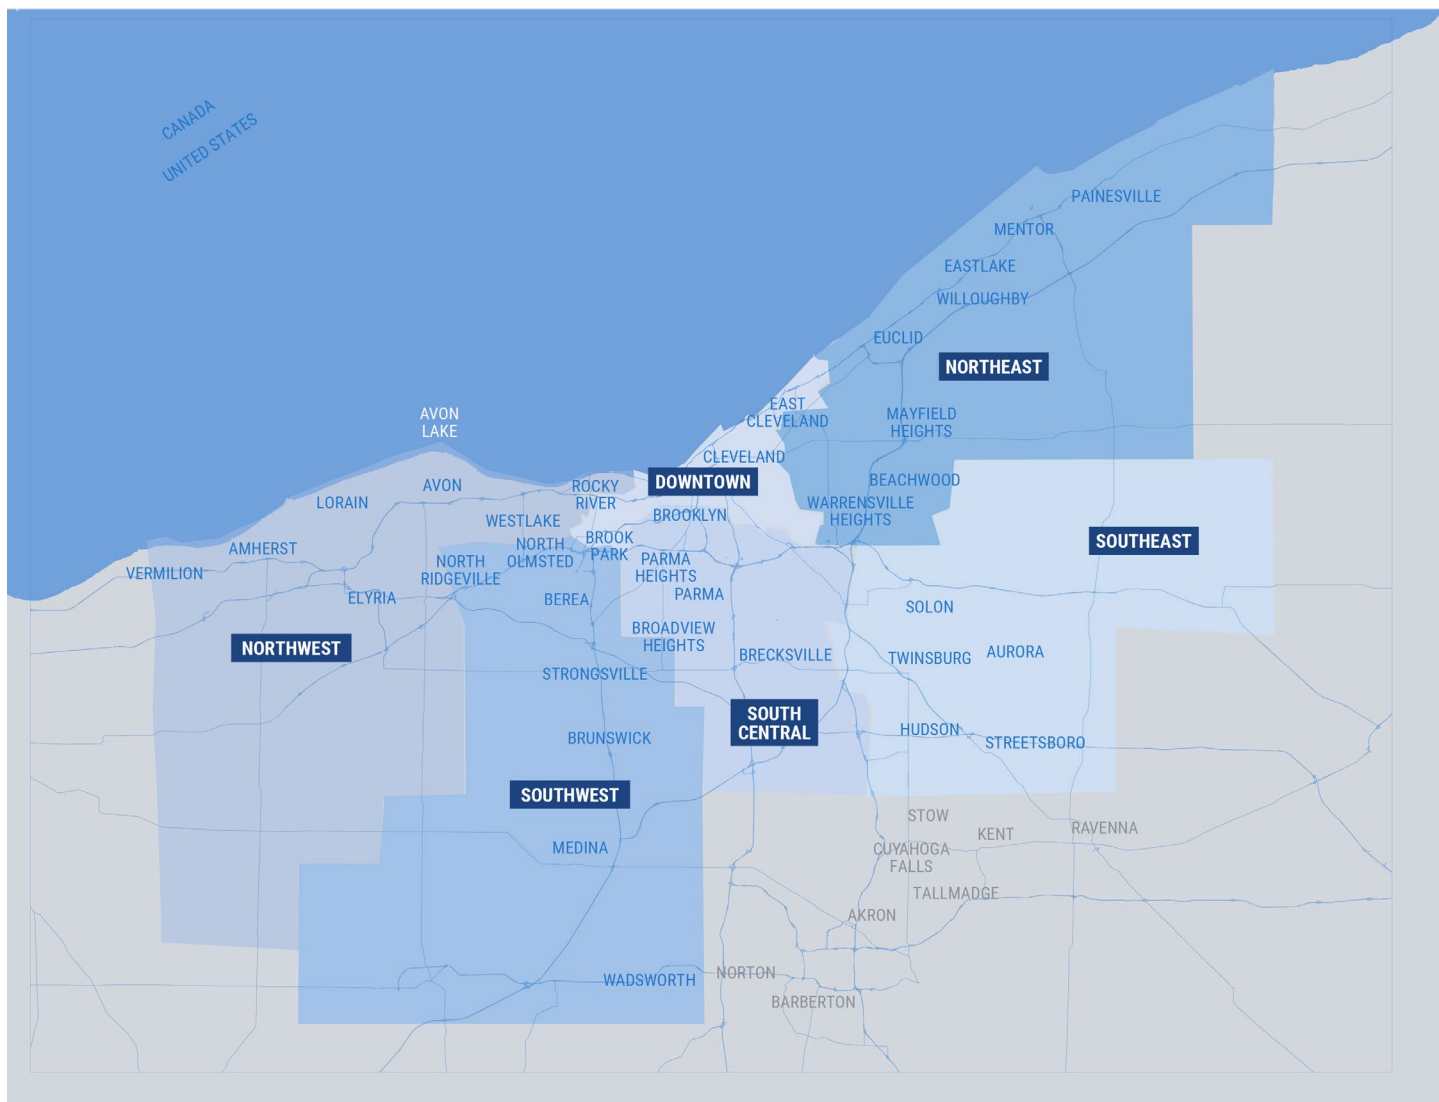 CANADA
UNITED STATES
PAINESVILLE
MENTOR
EASTLAKE
WILLOUGHBY
EUCLID
NORTHEAST
EAST
CLEVELAND
MAYFIELD
HEIGHTS
AVON
LAKE
CLEVELAND
DOWNTOWN
BEACHWOOD
AVON
ROCKY
RIVER
LORAIN
WARRENSVILLE
HEIGHTS
WESTLAKE
BROOKLYN
AMHERST
NORTH
OLMSTED
BROOK
PARK
SOUTHEAST
VERMILION
NORTH
RIDGEVILLE
PARMA
HEIGHTS
ELYRIA
BEREA
PARMA
SOLON
BROADVIEW
HEIGHTS
NORTHWEST
BRECKSVILLE
TWINSBURG
AURORA
STRONGSVILLE
SOUTH
CENTRAL
BRUNSWICK
HUDSON
STREETSBORO
SOUTHWEST
STOW
MEDINA
KENT
RAVENNA
CUYAHOGA
FALLS
TALLMADGE
AKRON
WADSWORTH
NORTON
BARBERTON